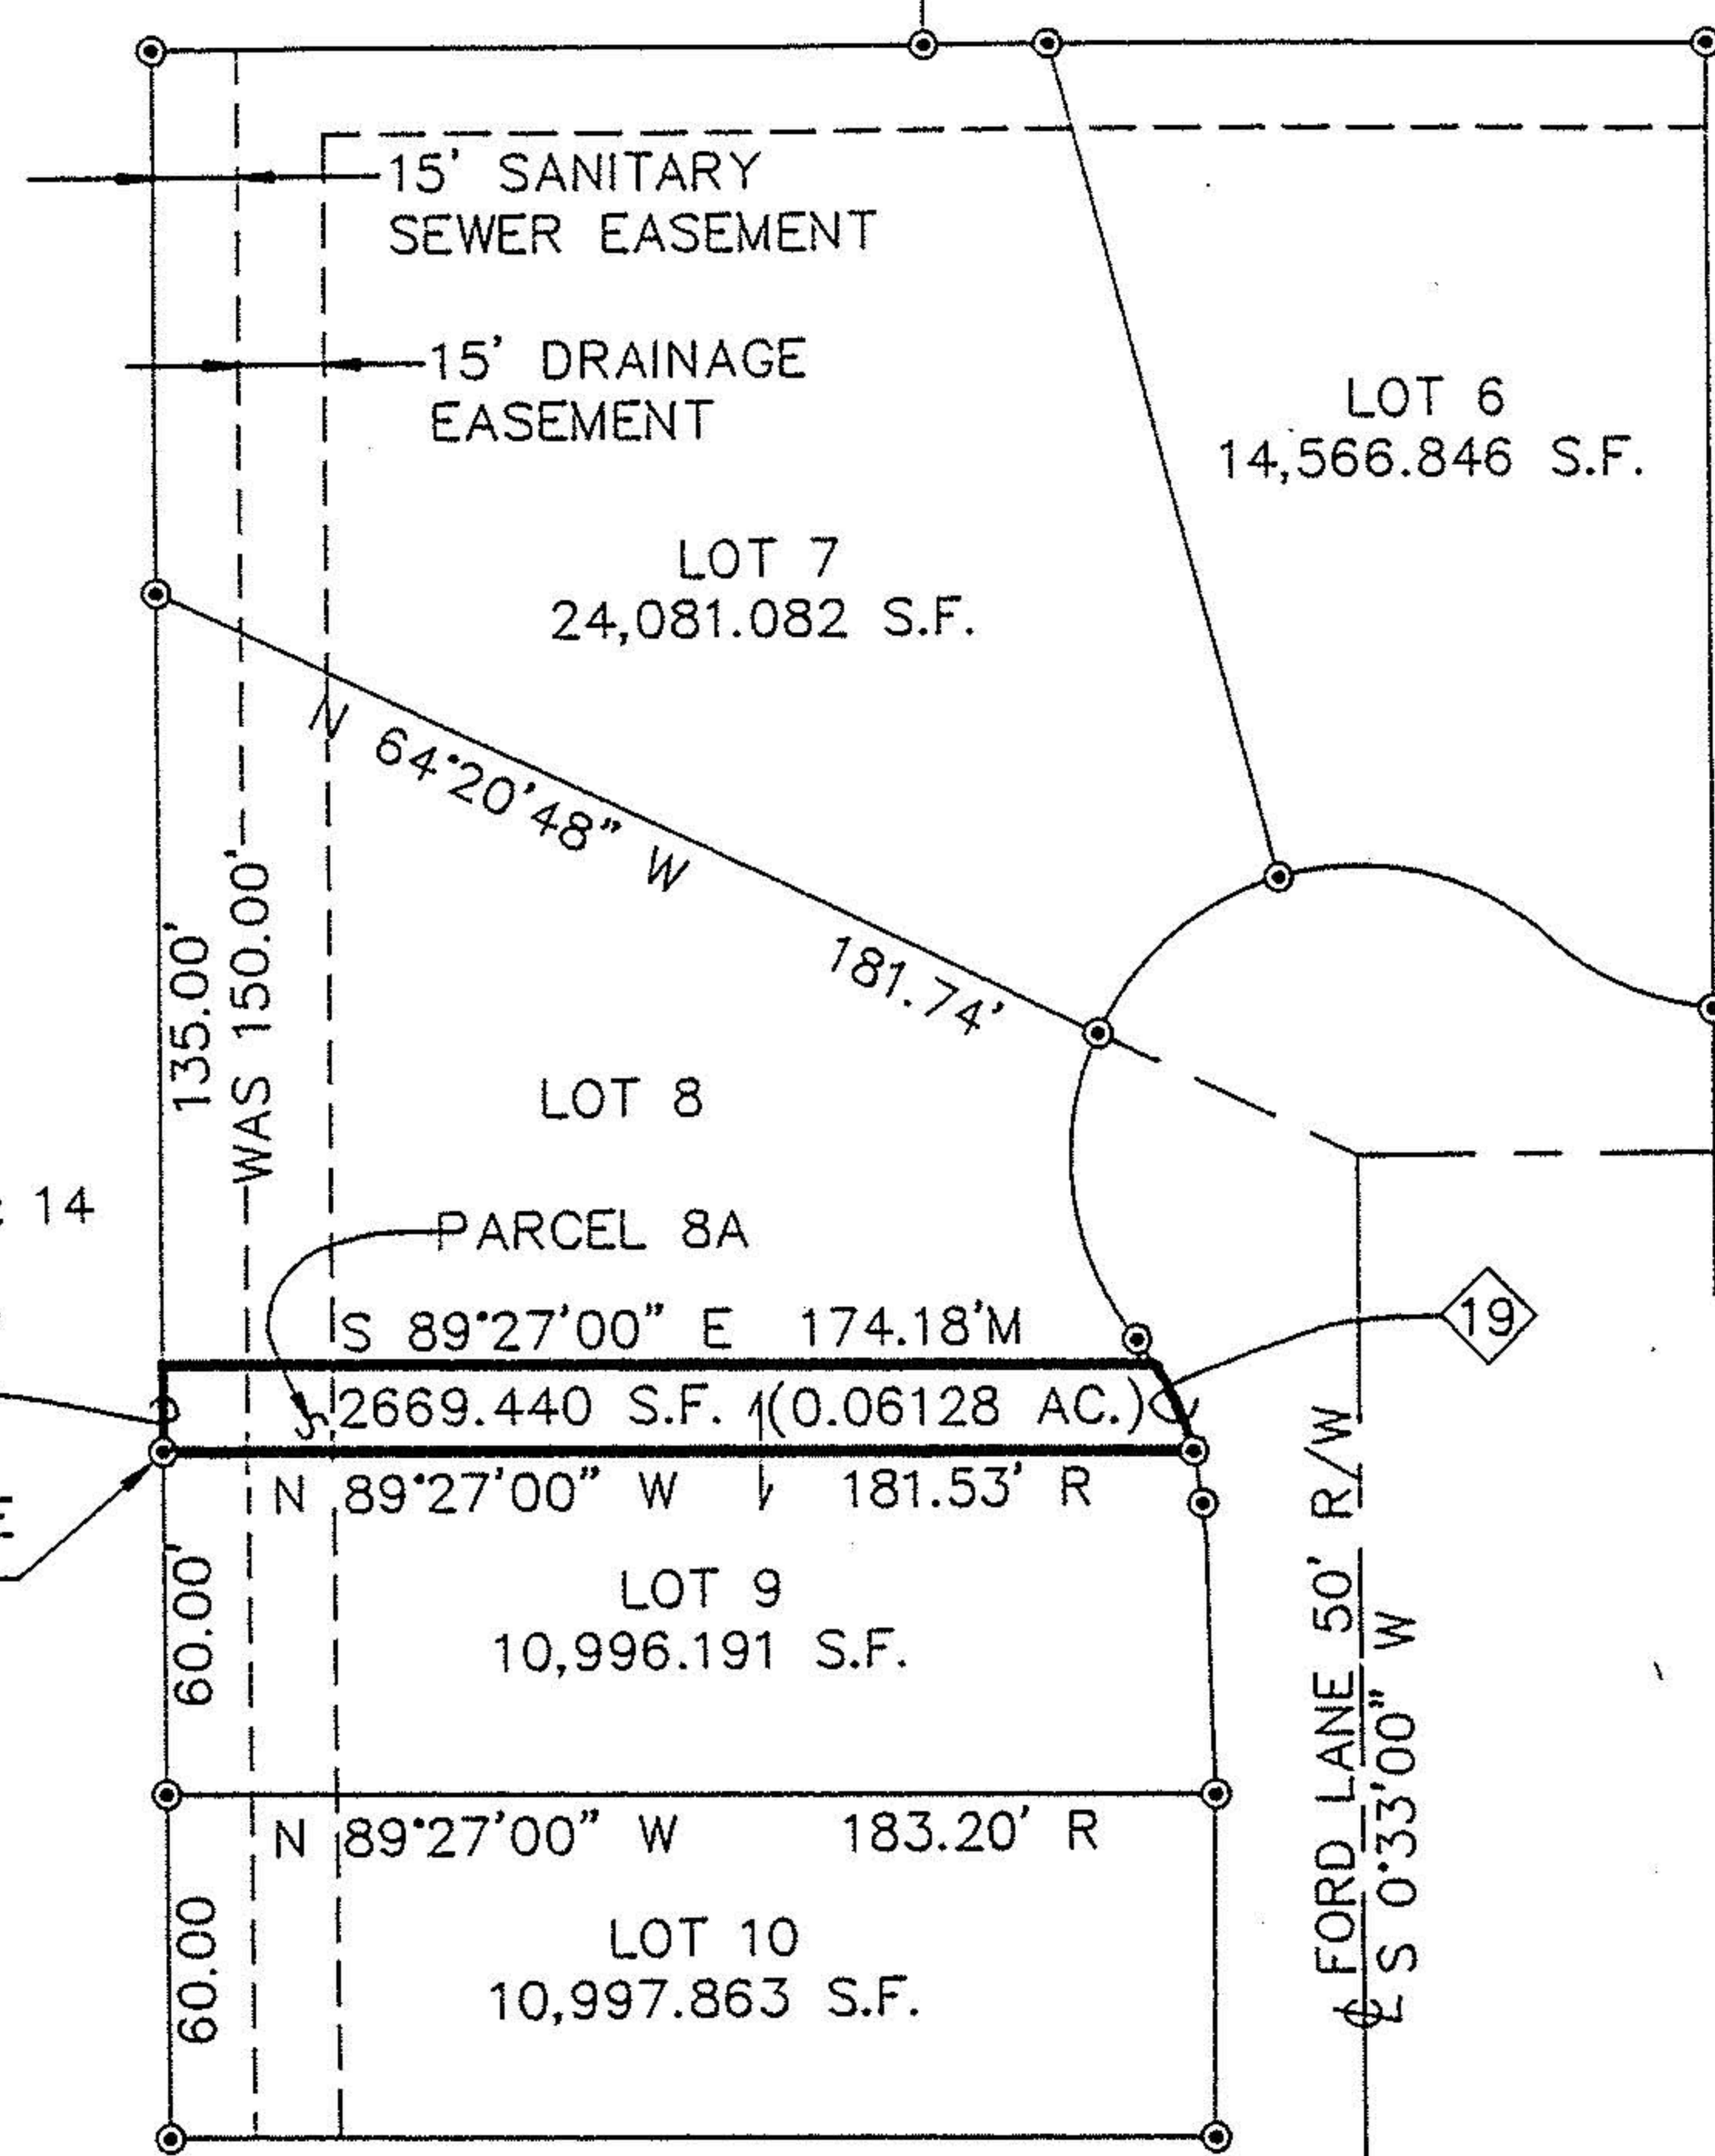 15' SANITARY
SEWER EASEMENT
15' DRAINAGE
EASEMENT
LOT 6
14,566.846 S.F.
LOT 7
24,081.082 S.F.
N 64°20'48" W
181.74'
135.00'
WAS 150.00'
LOT 8
14
PARCEL 8A
S 89°27'00" E 174.18'M
19
2669.440 S.F. (0.06128 AC.)
N 89°27'00" W 181.53' R
E
60.00'
LOT 9
10,996.191 S.F.
FORD LANE 50' R/W
S 0°33'00" W
N 89°27'00" W 183.20' R
60.00
LOT 10
10,997.863 S.F.